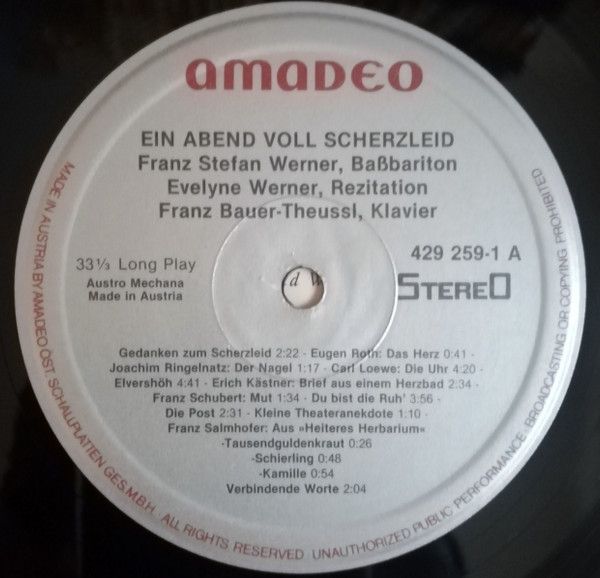 amaDEO
EIN ABEND VOLL SCHERZLEID
Franz Stefan Werner, Baßbariton
Evelyne Werner, Rezitation
Franz Bauer-Theussl, Klavier
33⅓ Long Play
Austro Mechana
Made in Austria
429 259-1 A
STEREO
d W
Gedanken zum Scherzleid 2:22 · Eugen Roth: Das Herz 0:41 ·
Joachim Ringelnatz: Der Nagel 1:17 · Carl Loewe: Die Uhr 4:20 ·
Elvershöh 4:41 · Erich Kästner: Brief aus einem Herzbad 2:34 ·
Franz Schubert: Mut 1:34 · Du bist die Ruh' 3:56 ·
Die Post 2:31 · Kleine Theateranekdote 1:10 ·
Franz Salmhofer: Aus »Heiteres Herbarium«
·Tausendguldenkraut 0:26
·Schierling 0:48
·Kamille 0:54
Verbindende Worte 2:04
MADE IN AUSTRIA BY AMADEO ÖST. SCHALLPLATTEN GES.M.B.H · ALL RIGHTS RESERVED · UNAUTHORIZED PUBLIC PERFORMANCE, BROADCASTING OR COPYING PROHIBITED